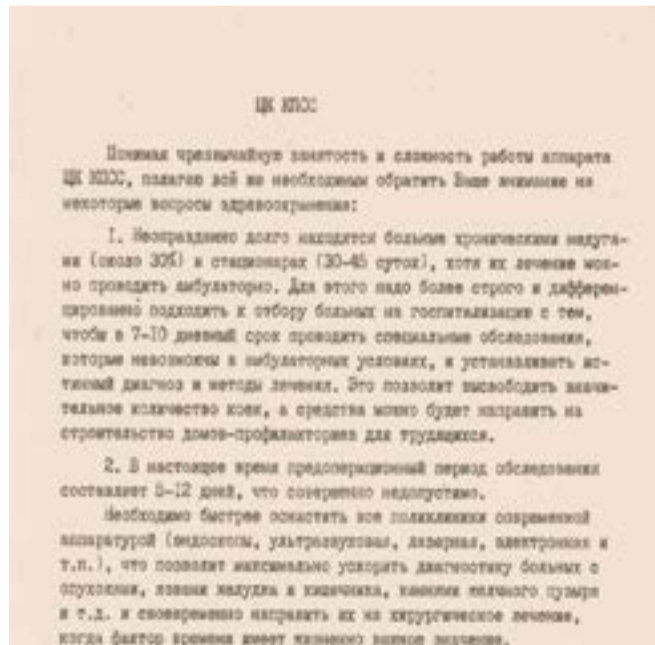 ЦК КПСС
Понимая чрезвычайную занятость и сложность работы аппарата
ЦК КПСС, полагаю всё же необходимым обратить Ваше внимание на
некоторые вопросы здравоохранения:
1. Неоправданно долго находятся больные хроническими недуга-
ми (около 30%) в стационарах (30-45 суток), хотя их лечение мож-
но проводить амбулаторно. Для этого надо более строго и дифферен-
цированно подходить к отбору больных на госпитализацию с тем,
чтобы в 7-10 дневный срок проводить специальные обследования,
которые невозможны в амбулаторных условиях, и устанавливать ис-
тинный диагноз и методы лечения. Это позволит высвободить значи-
тельное количество коек, а средства можно будет направить на
строительство домов-профилакториев для трудящихся.
2. В настоящее время предоперационный период обследования
составляет 5-12 дней, что совершенно недопустимо.
Необходимо быстрее оснастить все поликлиники современной
аппаратурой (эндоскопы, ультразвуковая, лазерная, электронная и
т.п.), что позволит максимально ускорить диагностику больных с
опухолями, язвами желудка и кишечника, камнями желчного пузыря
и т.д. и своевременно направить их на хирургическое лечение,
когда фактор времени имеет жизненно важное значение.